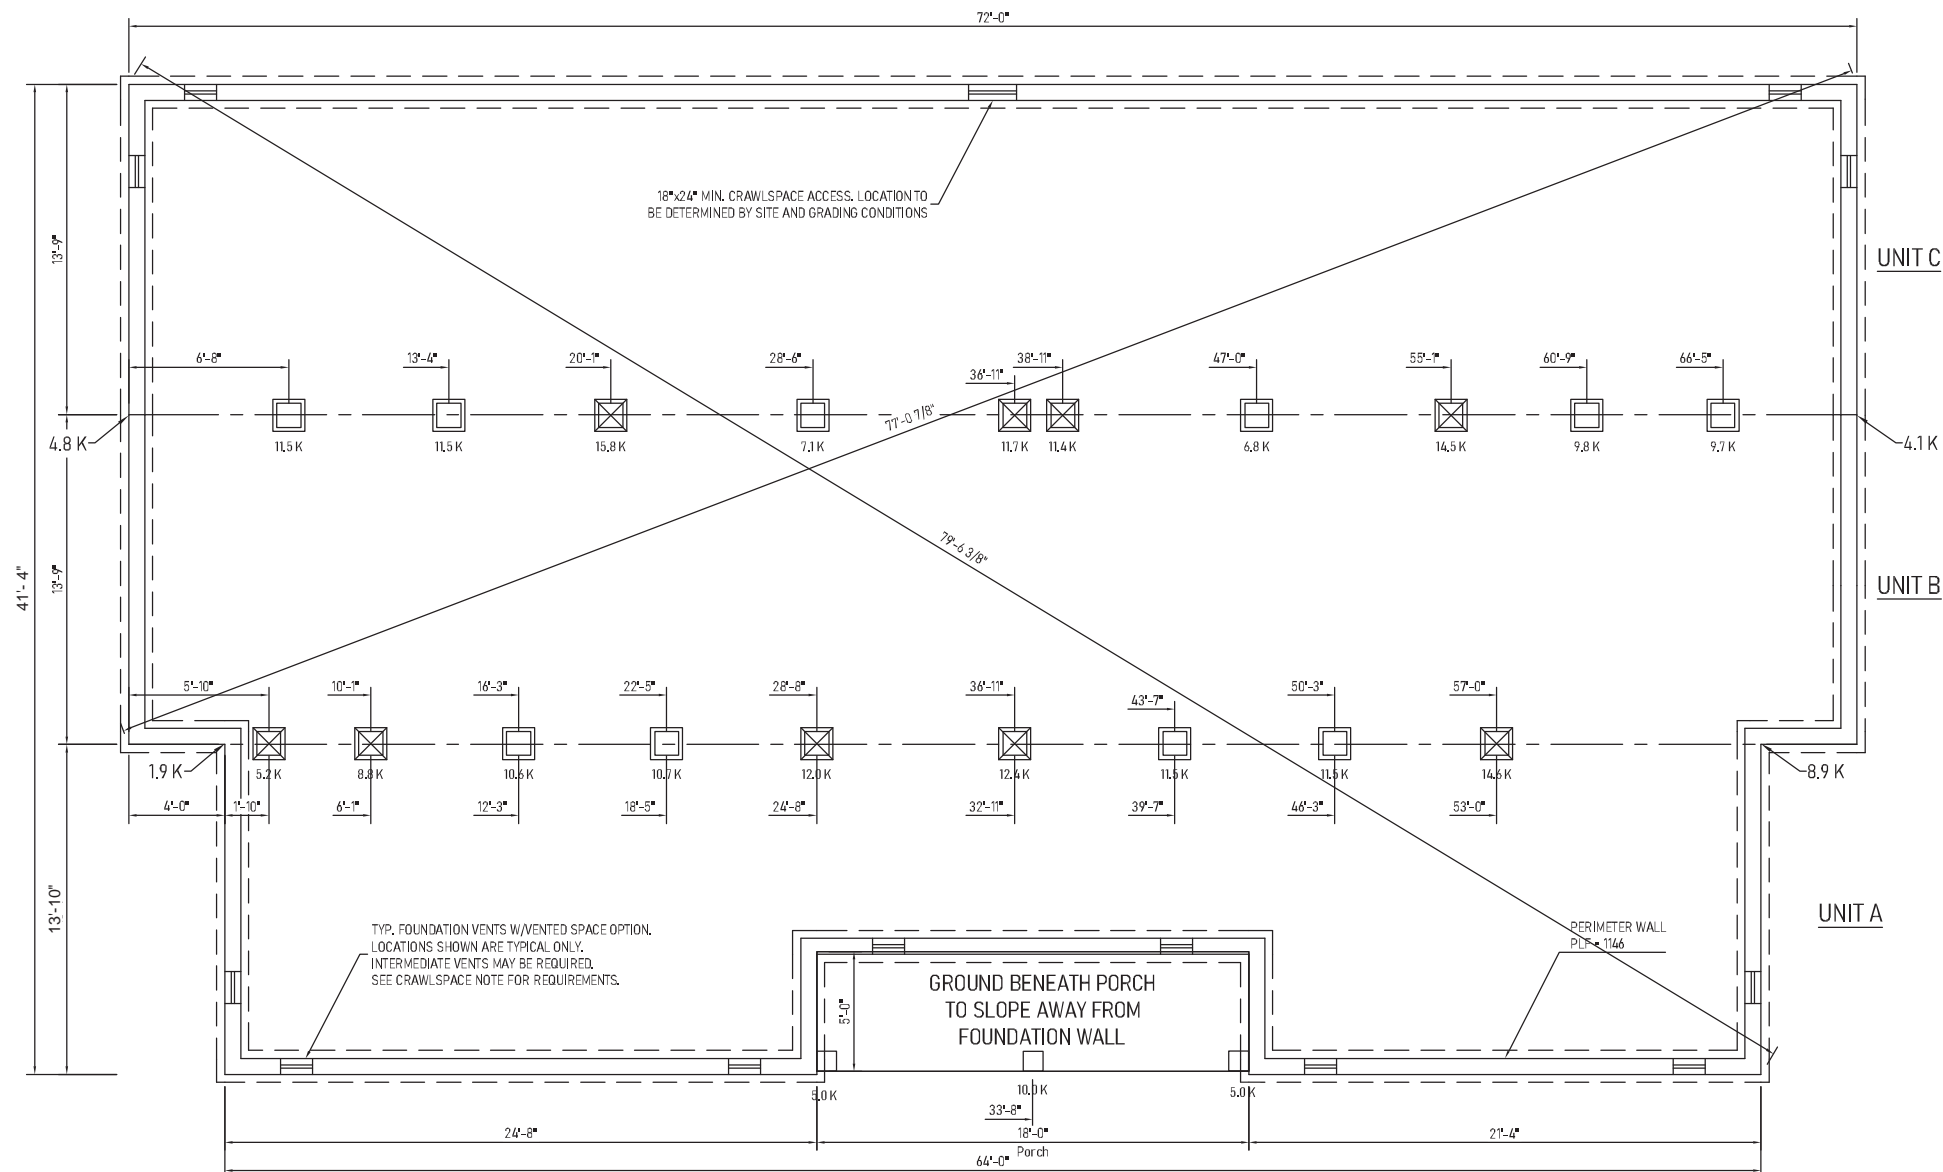 72'-0"
18"x24" MIN. CRAWLSPACE ACCESS. LOCATION TO
BE DETERMINED BY SITE AND GRADING CONDITIONS
13'-9"
UNIT C
6'-8"
13'-4"
20'-1"
28'-6"
36'-11"
38'-11"
47'-0"
55'-1"
60'-9"
66'-5"
77'-0 7/8"
4.8 K
11.5 K
11.5 K
15.8 K
7.1 K
11.7 K
11.4 K
6.8 K
14.5 K
9.8 K
9.7 K
4.1 K
79'-6 3/8"
41'- 4"
13'-9"
UNIT B
5'-10"
10'-1"
16'-3"
22'-5"
28'-8"
36'-11"
43'-7"
50'-3"
57'-0"
1.9 K
5.2 K
8.8 K
10.6 K
10.7 K
12.0 K
12.4 K
11.5 K
11.5 K
14.6 K
8.9 K
4'-0"
1'-10"
6'-1"
12'-3"
18'-5"
24'-8"
32'-11"
39'-7"
46'-3"
53'-0"
13'-10"
UNIT A
TYP. FOUNDATION VENTS W/VENTED SPACE OPTION.
LOCATIONS SHOWN ARE TYPICAL ONLY.
INTERMEDIATE VENTS MAY BE REQUIRED.
SEE CRAWLSPACE NOTE FOR REQUIREMENTS.
PERIMETER WALL
PLF = 1146
5'-0"
GROUND BENEATH PORCH
TO SLOPE AWAY FROM
FOUNDATION WALL
5.0 K
10.0 K
5.0 K
33'-8"
24'-8"
18'-0"
Porch
21'-4"
64'-0"